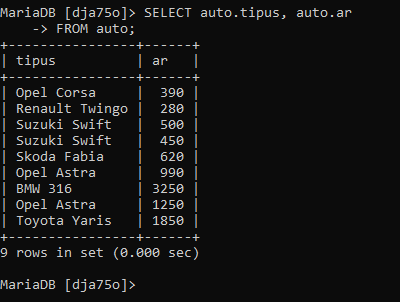 MariaDB [dja75o]> SELECT auto.tipus, auto.ar
    -> FROM auto;
+----------------+------+
| tipus          | ar   |
+----------------+------+
| Opel Corsa     |  390 |
| Renault Twingo |  280 |
| Suzuki Swift   |  500 |
| Suzuki Swift   |  450 |
| Skoda Fabia    |  620 |
| Opel Astra     |  990 |
| BMW 316        | 3250 |
| Opel Astra     | 1250 |
| Toyota Yaris   | 1850 |
+----------------+------+
9 rows in set (0.000 sec)
MariaDB [dja75o]>